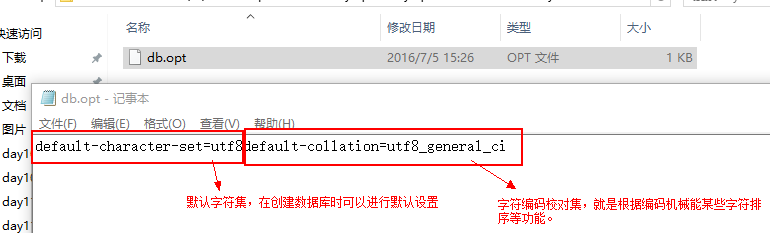 名称
修改日期
类型
大小
速访问
下载
桌面
文档
图片
day1
day1
day1
day1
db.opt
2016/7/5 15:26
OPT 文件
1 KB
db.opt - 记事本
文件(F) 编辑(E) 格式(O) 查看(V) 帮助(H)
default-character-set=utf8default-collation=utf8_general_ci
默认字符集，在创建数据库时可以进行默认设置
字符编码校对集，就是根据编码机械能某些字符排
序等功能。